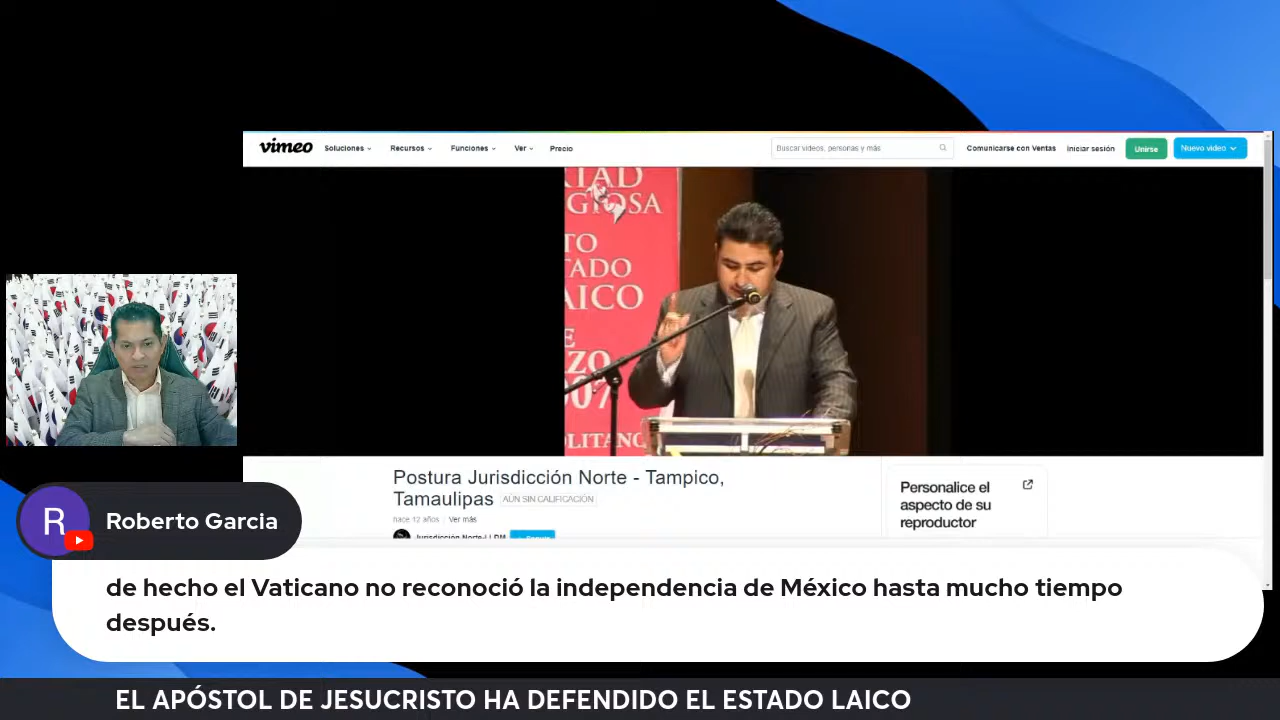 vimeo Soluciones Recursos Funciones Ver Precio Buscar videos, personas y más Comunicarse con Ventas Iniciar sesión Unirse Nuevo video
GIOSA
TADO
AICO
Postura Jurisdicción Norte - Tampico,
Tamaulipas AÚN SIN CALIFICACIÓN
hace 12 años Ver más
Jurisdicción Norte-LLDM
Personalice el
aspecto de su
reproductor
R Roberto Garcia
de hecho el Vaticano no reconoció la independencia de México hasta mucho tiempo
después.
EL APÓSTOL DE JESUCRISTO HA DEFENDIDO EL ESTADO LAICO